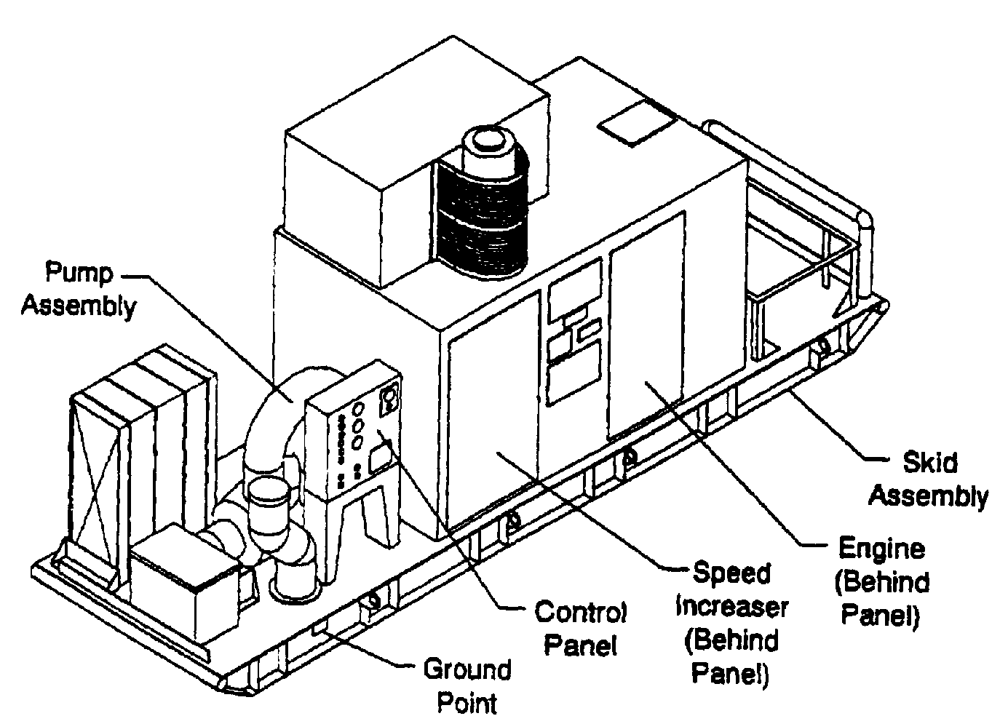 Pump
Assembly
Skid
Assembly
Engine
(Behind
Panel)
Speed
Increaser
(Behind
Panel)
Control
Panel
Ground
Point